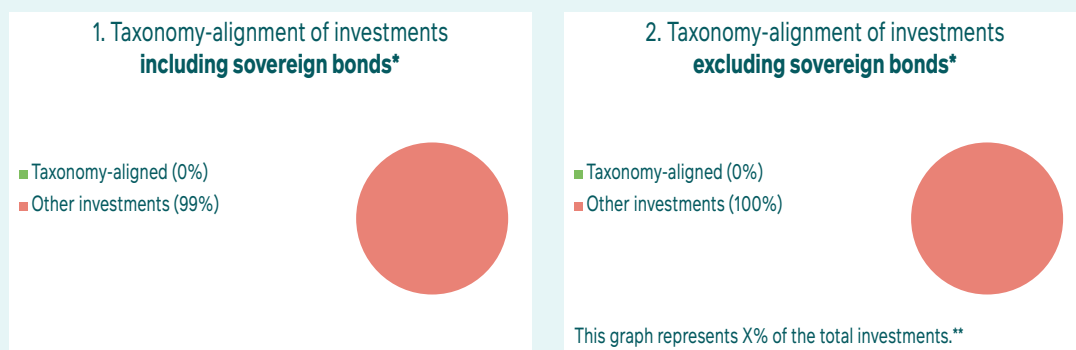 1. Taxonomy-alignment of investments
including sovereign bonds*
Taxonomy-aligned (0%)
Other investments (99%)
2. Taxonomy-alignment of investments
excluding sovereign bonds*
Taxonomy-aligned (0%)
Other investments (100%)
This graph represents X% of the total investments.**